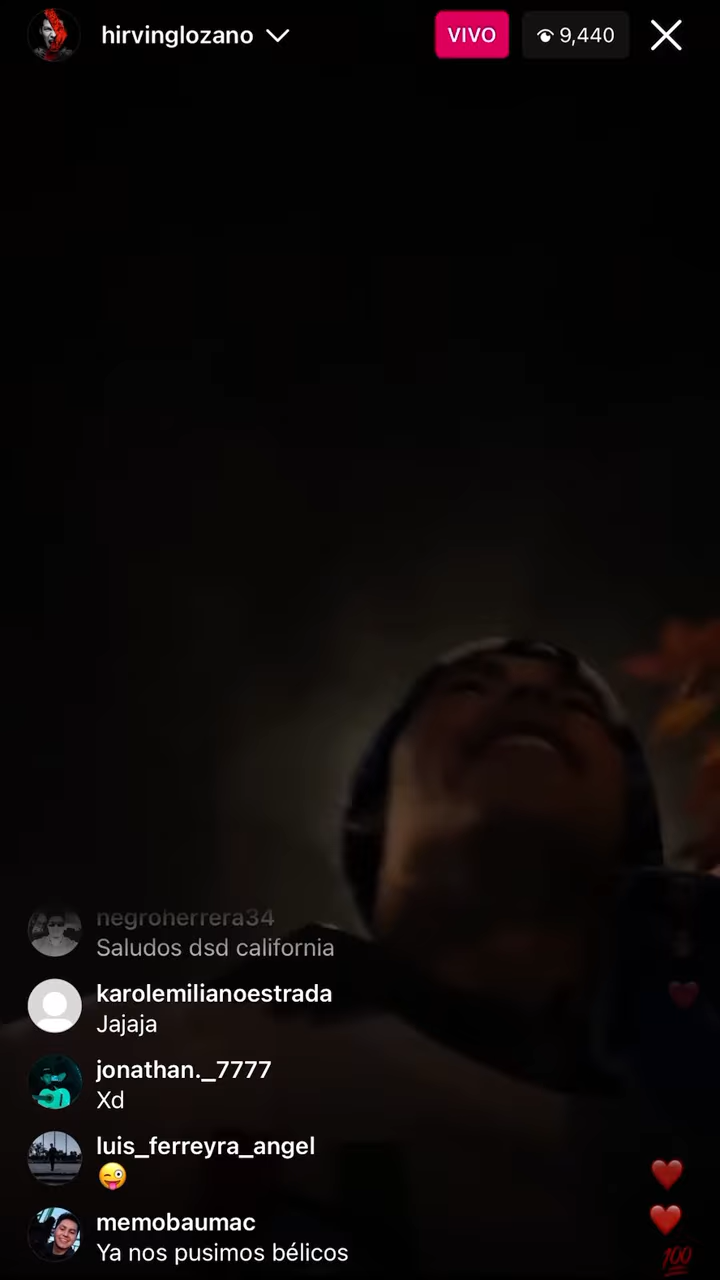 hirvinglozano
VIVO
9,440
negroherrera34
Saludos dsd california
karolemilianoestrada
Jajaja
jonathan._7777
Xd
luis_ferreyra_angel
😜
memobaumac
Ya nos pusimos bélicos
💯